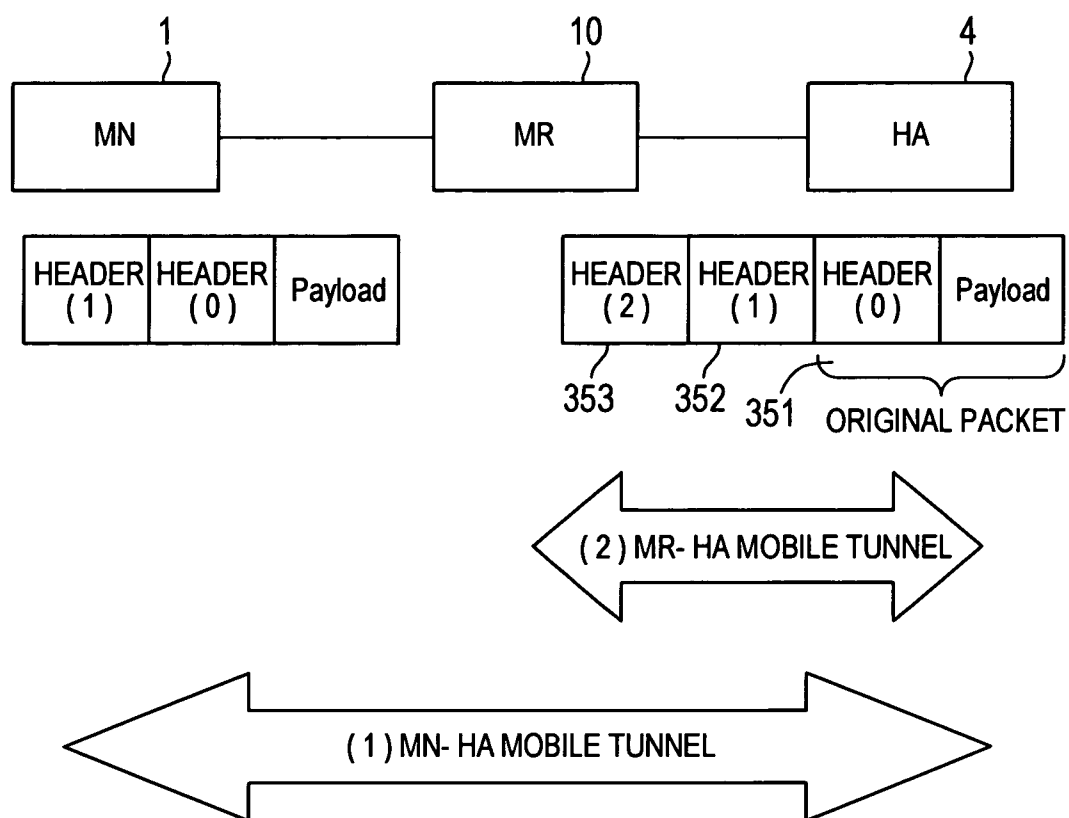 1
10
4
MN
MR
HA
HEADER
( 1 )
HEADER
( 0 )
Payload
HEADER
( 2 )
HEADER
( 1 )
HEADER
( 0 )
Payload
353
352
351
ORIGINAL PACKET
( 2 ) MR- HA MOBILE TUNNEL
( 1 ) MN- HA MOBILE TUNNEL